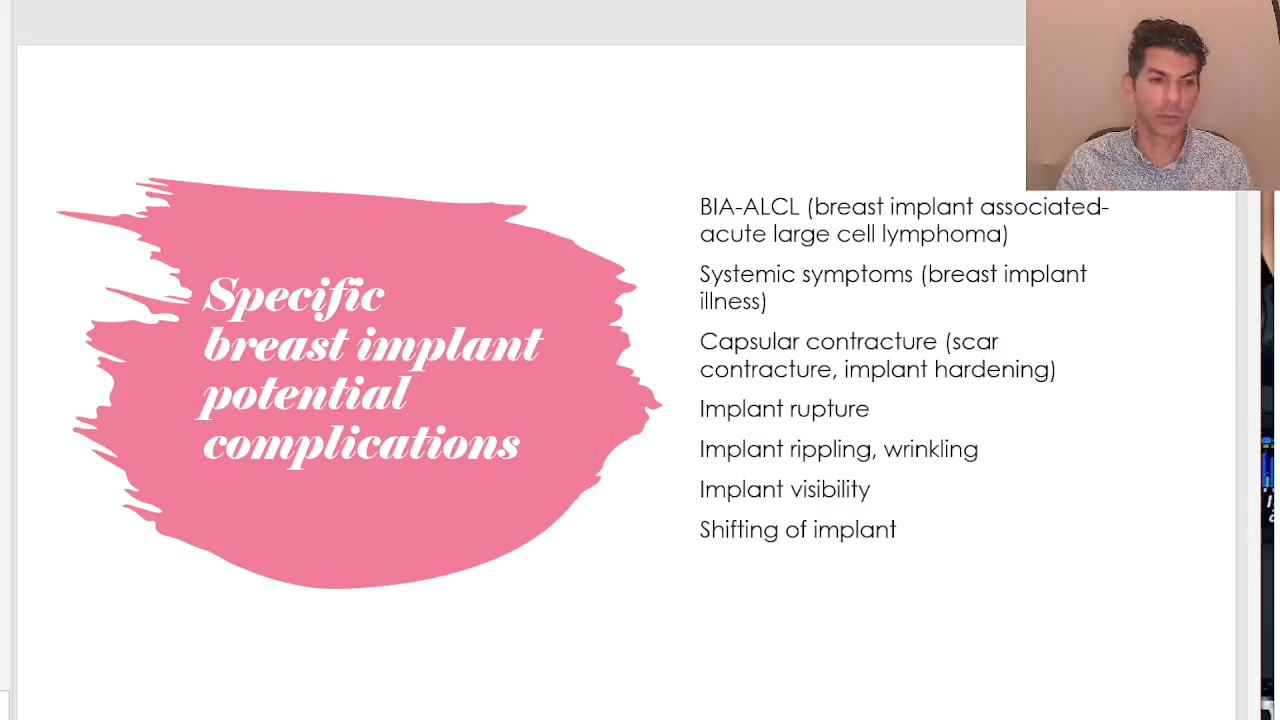 Specific
breast implant
potential
complications
BIA-ALCL (breast implant associated-
acute large cell lymphoma)
Systemic symptoms (breast implant
illness)
Capsular contracture (scar
contracture, implant hardening)
Implant rupture
Implant rippling, wrinkling
Implant visibility
Shifting of implant